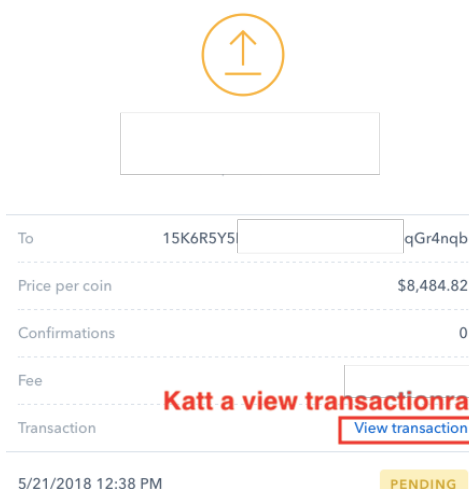 To 15K6R5Y5 qGr4nqb
Price per coin $8,484.82
Confirmations 0
Fee
Katt a view transactionra
Transaction View transaction
5/21/2018 12:38 PM PENDING